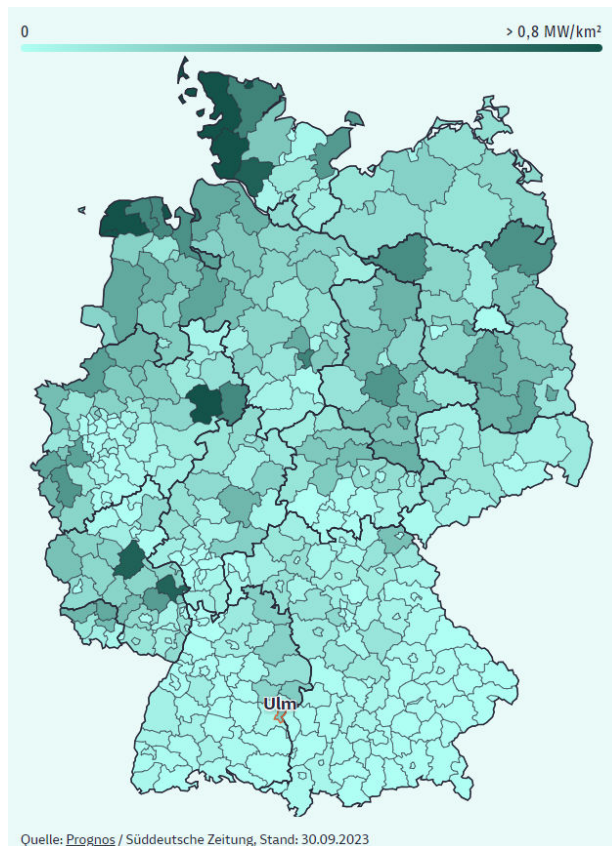 0 > 0,8 MW/km²
Ulm
Quelle: Prognos / Süddeutsche Zeitung, Stand: 30.09.2023